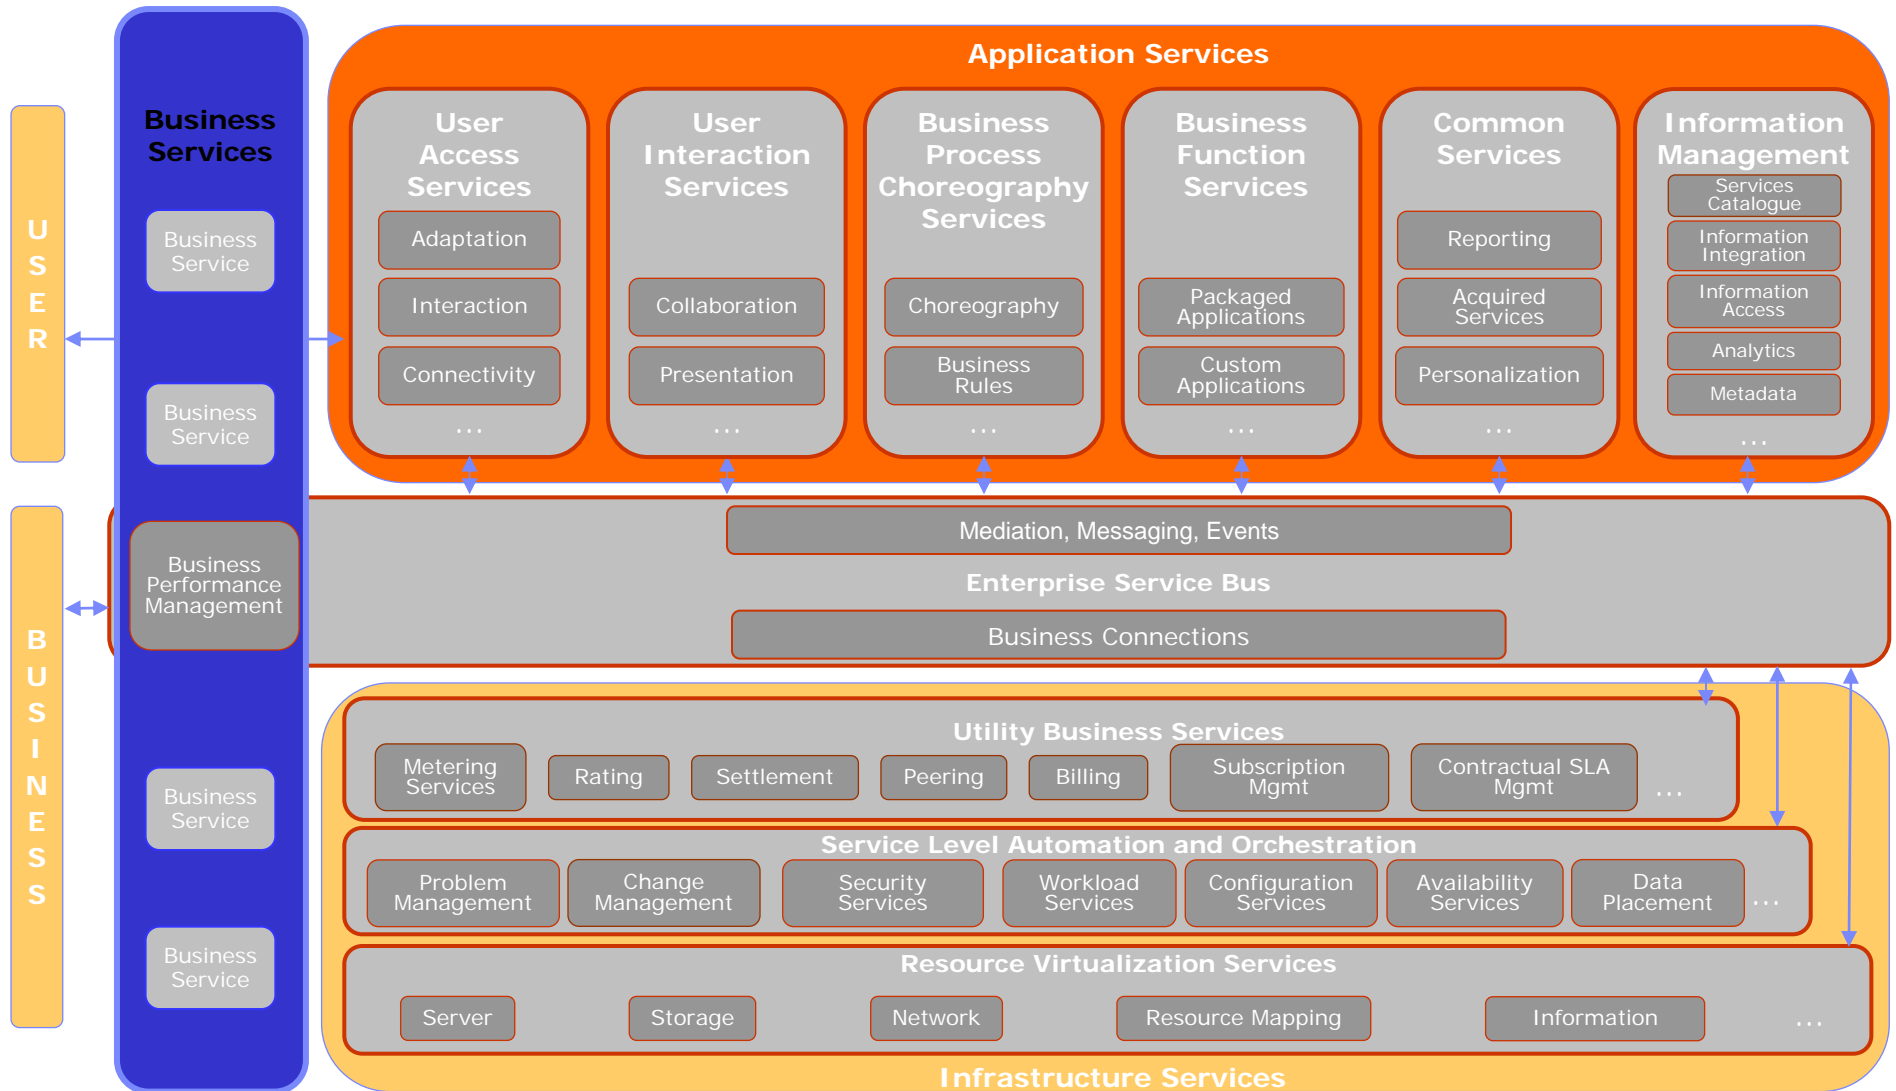 USER
BUSINESS
Business
Services
Business
Service
Business
Service
Business
Performance
Management
Business
Service
Business
Service
Application Services
User
Access
Services
Adaptation
Interaction
Connectivity
...
User
Interaction
Services
Collaboration
Presentation
...
Business
Process
Choreography
Services
Choreography
Business
Rules
...
Business
Function
Services
Packaged
Applications
Custom
Applications
...
Common
Services
Reporting
Acquired
Services
Personalization
...
Information
Management
Services
Catalogue
Information
Integration
Information
Access
Analytics
Metadata
...
Mediation, Messaging, Events
Enterprise Service Bus
Business Connections
Utility Business Services
Metering
Services
Rating
Settlement
Peering
Billing
Subscription
Mgmt
Contractual SLA
Mgmt
...
Service Level Automation and Orchestration
Problem
Management
Change
Management
Security
Services
Workload
Services
Configuration
Services
Availability
Services
Data
Placement
...
Resource Virtualization Services
Server
Storage
Network
Resource Mapping
Information
...
Infrastructure Services